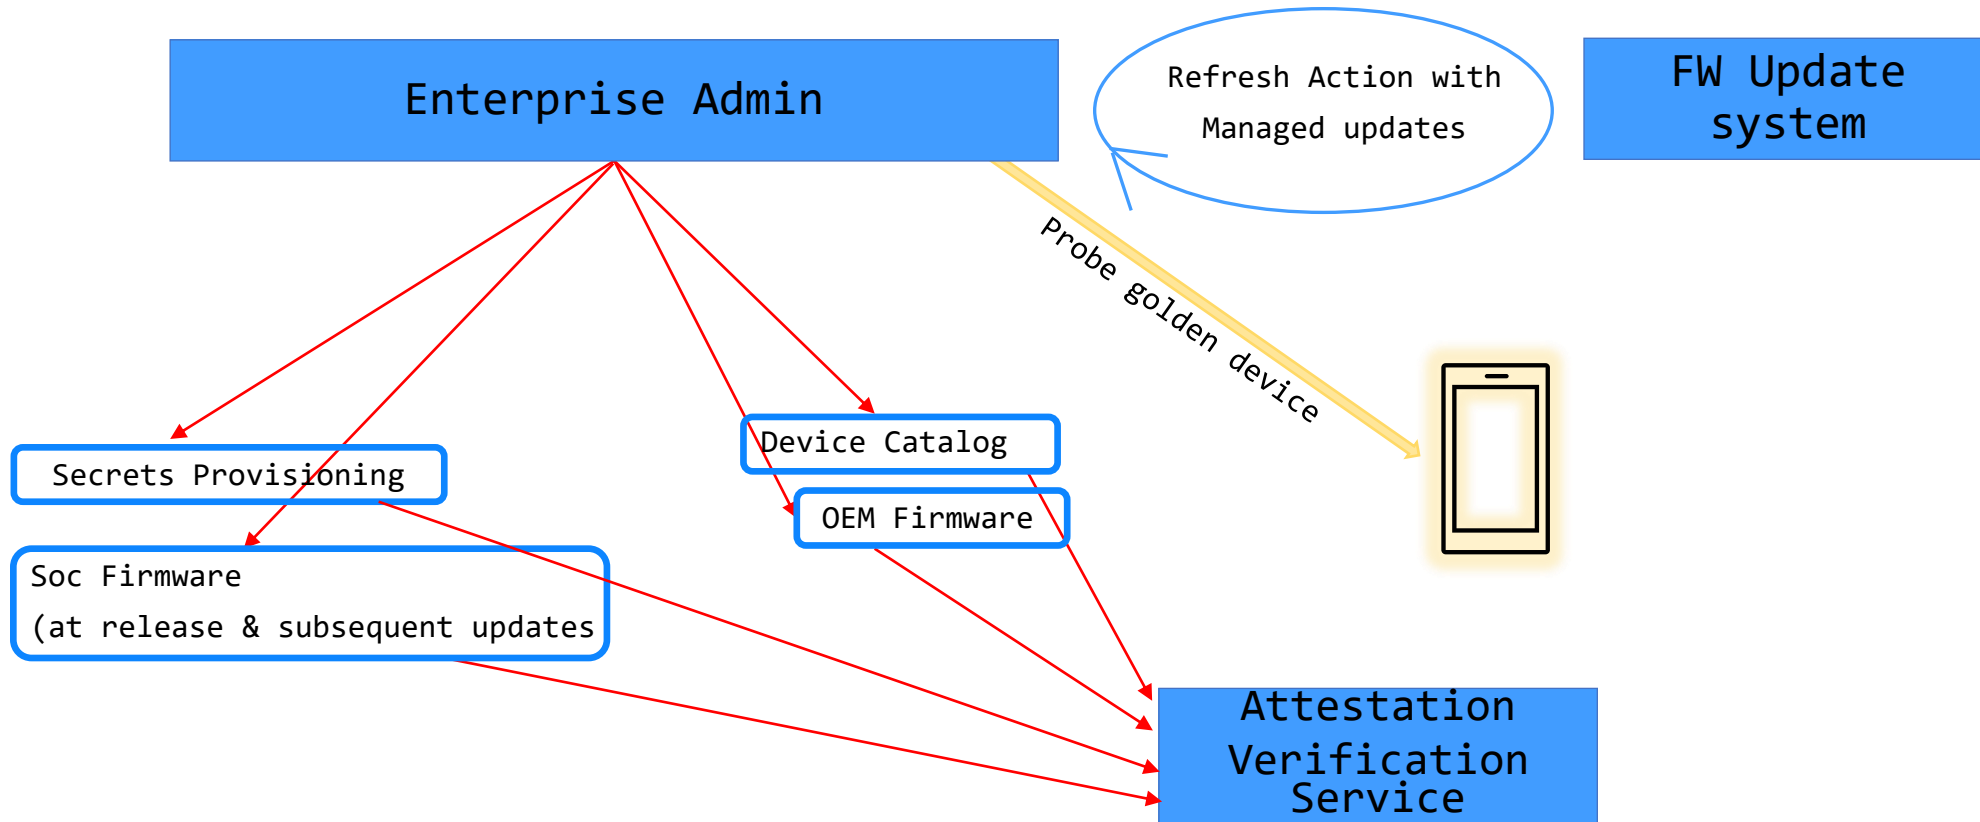 Enterprise Admin
Refresh Action with
Managed updates
FW Update
system
Probe golden device
Device Catalog
Secrets Provisioning
OEM Firmware
Soc Firmware
(at release & subsequent updates
Attestation
Verification
Service